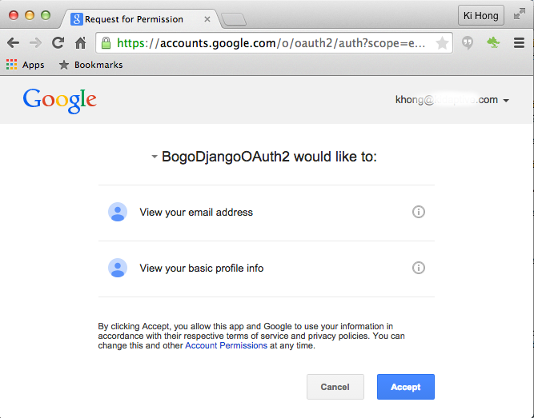 Request for Permission
Ki Hong
https://accounts.google.com/o/oauth2/auth?scope=e...
Apps
Bookmarks
Google
khong@
.com
BogoDjangoOAuth2 would like to:
View your email address
View your basic profile info
By clicking Accept, you allow this app and Google to use your information in
accordance with their respective terms of service and privacy policies. You can
change this and other Account Permissions at any time.
Cancel
Accept